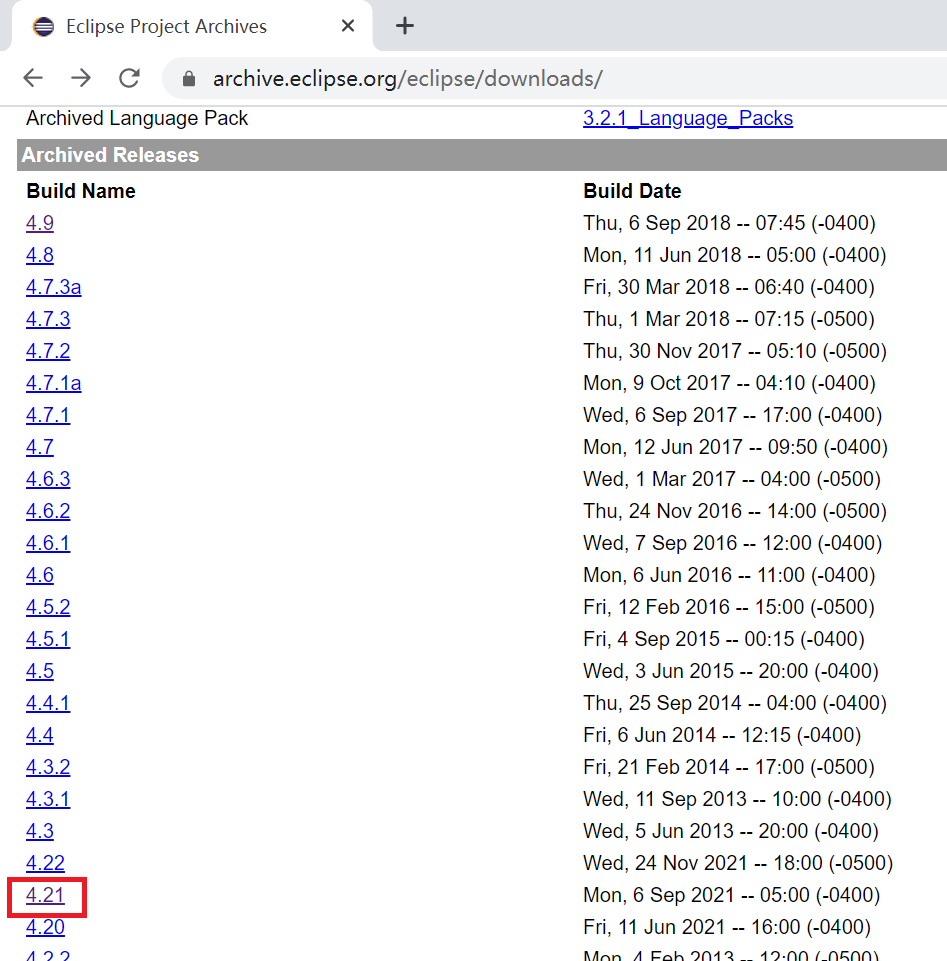 Eclipse Project Archives
archive.eclipse.org/eclipse/downloads/
Archived Language Pack 3.2.1_Language_Packs
Archived Releases
Build Name Build Date
4.9 Thu, 6 Sep 2018 -- 07:45 (-0400)
4.8 Mon, 11 Jun 2018 -- 05:00 (-0400)
4.7.3a Fri, 30 Mar 2018 -- 06:40 (-0400)
4.7.3 Thu, 1 Mar 2018 -- 07:15 (-0500)
4.7.2 Thu, 30 Nov 2017 -- 05:10 (-0500)
4.7.1a Mon, 9 Oct 2017 -- 04:10 (-0400)
4.7.1 Wed, 6 Sep 2017 -- 17:00 (-0400)
4.7 Mon, 12 Jun 2017 -- 09:50 (-0400)
4.6.3 Wed, 1 Mar 2017 -- 04:00 (-0500)
4.6.2 Thu, 24 Nov 2016 -- 14:00 (-0500)
4.6.1 Wed, 7 Sep 2016 -- 12:00 (-0400)
4.6 Mon, 6 Jun 2016 -- 11:00 (-0400)
4.5.2 Fri, 12 Feb 2016 -- 15:00 (-0500)
4.5.1 Fri, 4 Sep 2015 -- 00:15 (-0400)
4.5 Wed, 3 Jun 2015 -- 20:00 (-0400)
4.4.1 Thu, 25 Sep 2014 -- 04:00 (-0400)
4.4 Fri, 6 Jun 2014 -- 12:15 (-0400)
4.3.2 Fri, 21 Feb 2014 -- 17:00 (-0500)
4.3.1 Wed, 11 Sep 2013 -- 10:00 (-0400)
4.3 Wed, 5 Jun 2013 -- 20:00 (-0400)
4.22 Wed, 24 Nov 2021 -- 18:00 (-0500)
4.21 Mon, 6 Sep 2021 -- 05:00 (-0400)
4.20 Fri, 11 Jun 2021 -- 16:00 (-0400)
4.2.2 Mon, 4 Feb 2013 -- 12:00 (-0500)